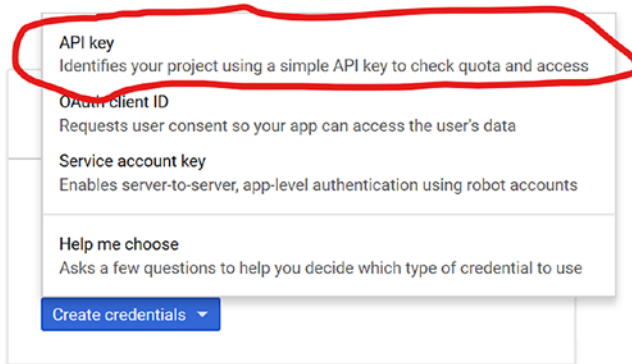 API key
Identifies your project using a simple API key to check quota and access
OAuth client ID
Requests user consent so your app can access the user's data
Service account key
Enables server-to-server, app-level authentication using robot accounts
Help me choose
Asks a few questions to help you decide which type of credential to use
Create credentials